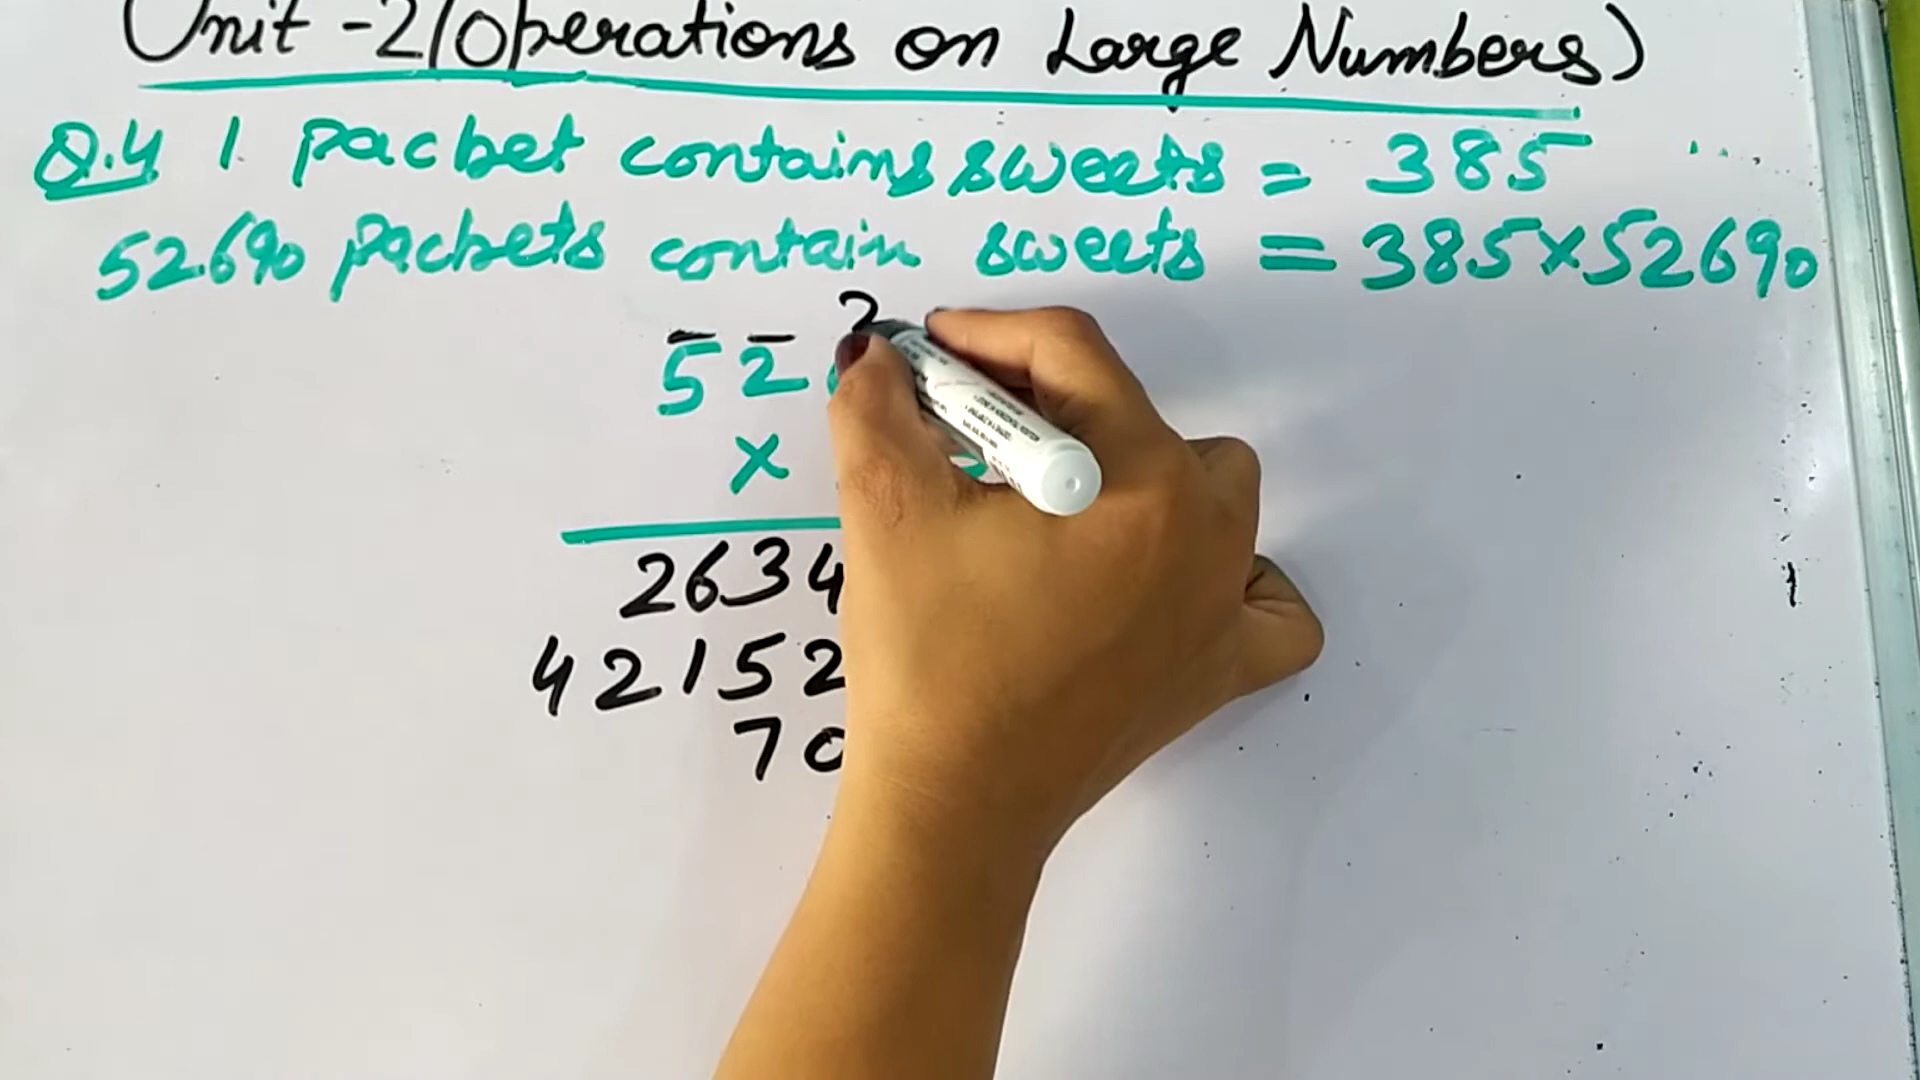 Unit-2(Operations on Large Numbers)
Q.4 1 packet contains sweets = 385
52690 packets contain sweets = 385×52690
2
52
×
2634
42152
70